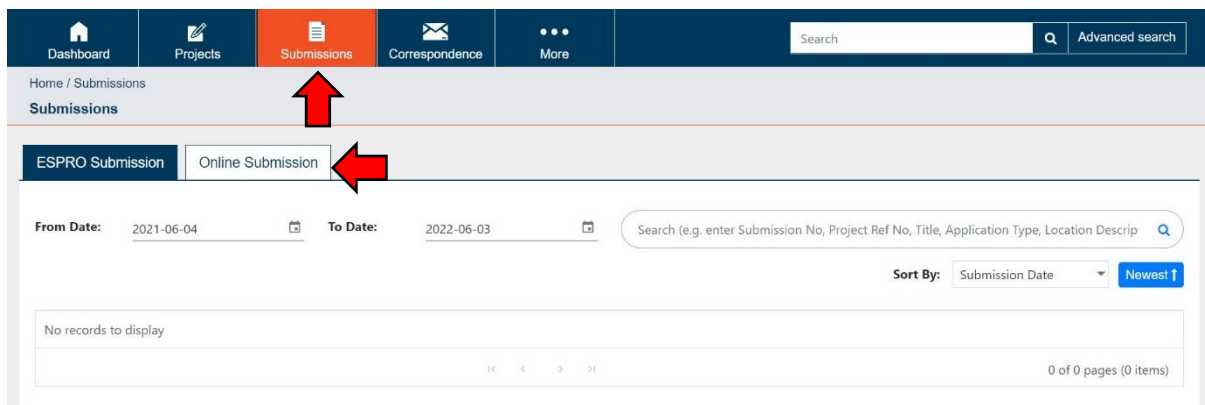 Dashboard Projects Submissions Correspondence More Search Advanced search
Home / Submissions
Submissions
ESPRO Submission Online Submission
From Date: 2021-06-04 To Date: 2022-06-03 Search (e.g. enter Submission No, Project Ref No, Title, Application Type, Location Descrip
Sort By: Submission Date Newest
No records to display
0 of 0 pages (0 items)